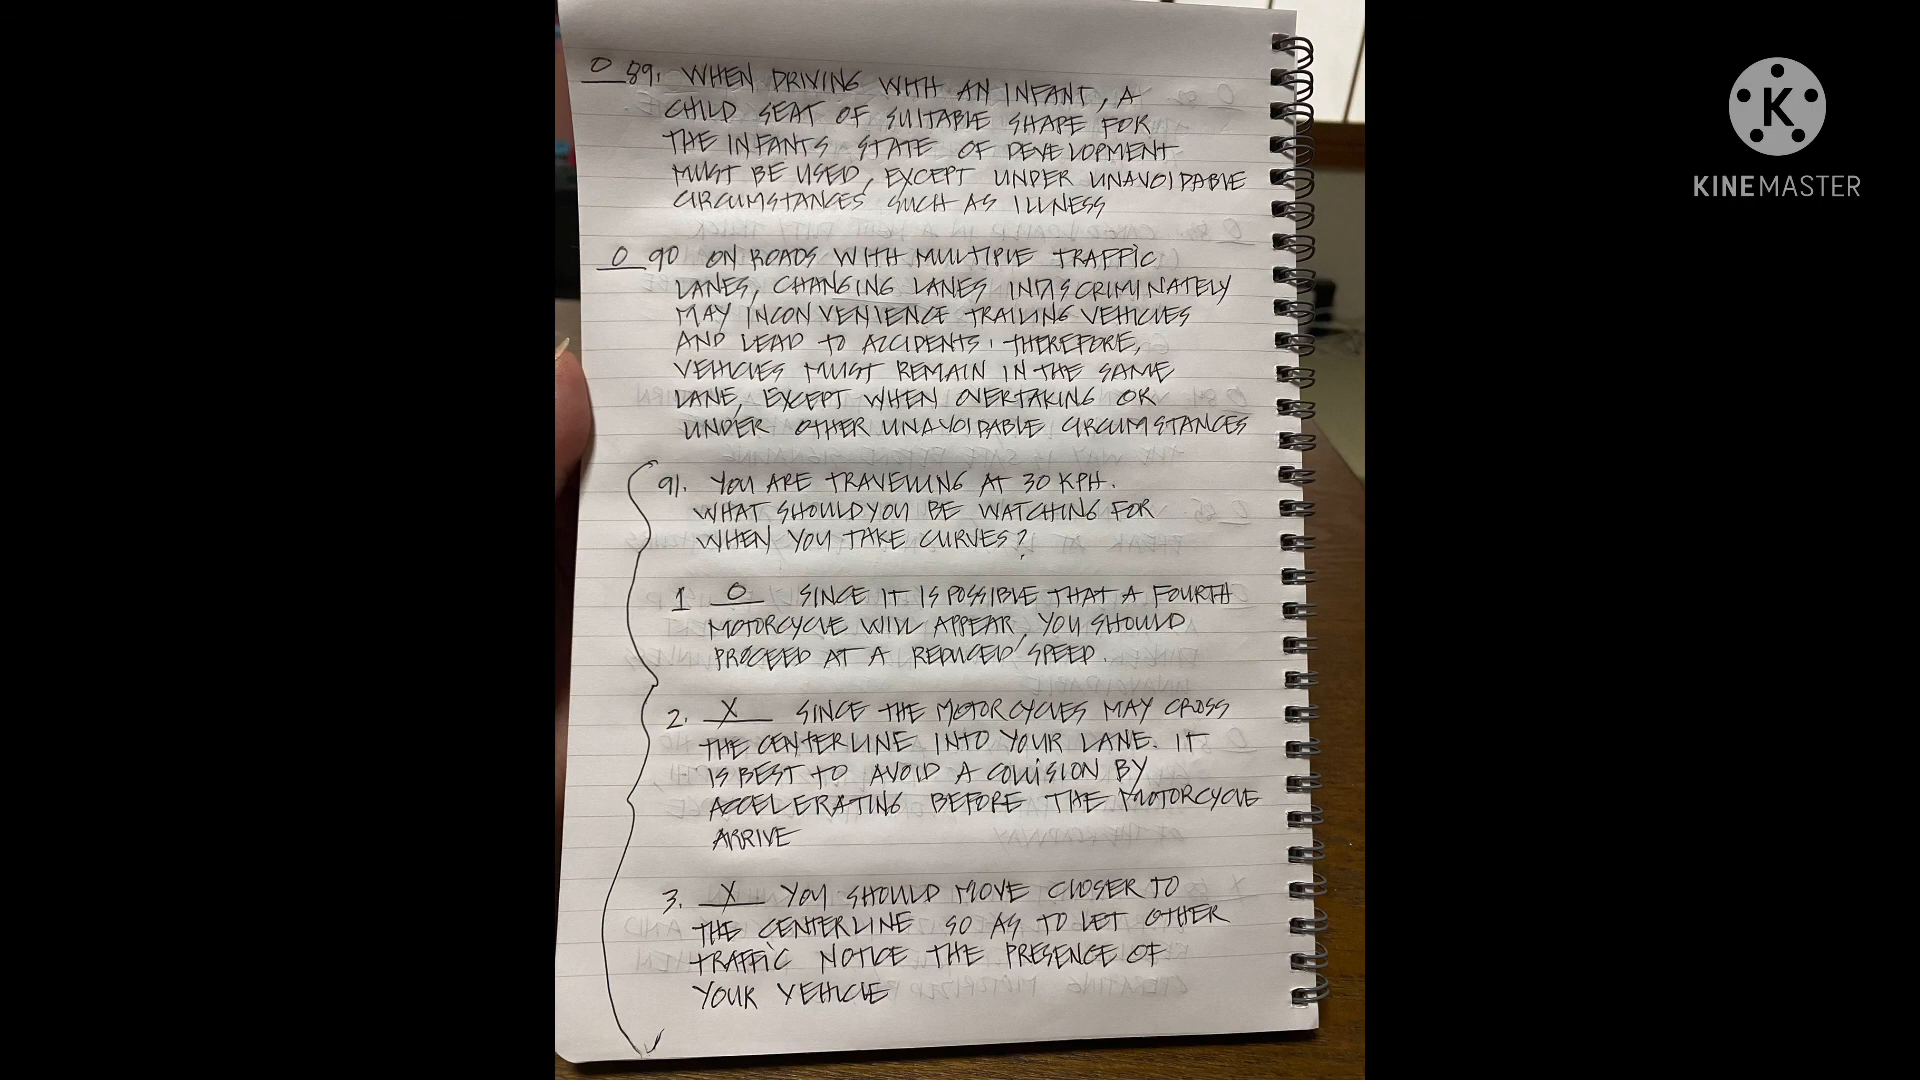 O 89. WHEN DRIVING WITH AN INFANT, A
CHILD SEAT OF SUITABLE SHAPE FOR
THE INFANTS STATE OF DEVELOPMENT
MUST BE USED, EXCEPT UNDER UNAVOIDABLE
CIRCUMSTANCES SUCH AS ILLNESS
O 90 ON ROADS WITH MULTIPLE TRAFFIC
LANES, CHANGING LANES INDISCRIMINATELY
MAY INCONVENIENCE TRAILING VEHICLES
AND LEAD TO ACCIDENTS. THEREFORE,
VEHICLES MUST REMAIN IN THE SAME
LANE, EXCEPT WHEN OVERTAKING OR
UNDER OTHER UNAVOIDABLE CIRCUMSTANCES
91. YOU ARE TRAVELLING AT 30 KPH.
WHAT SHOULD YOU BE WATCHING FOR
WHEN YOU TAKE CURVES?
1 O SINCE IT IS POSSIBLE THAT A FOURTH
MOTORCYCLE WILL APPEAR, YOU SHOULD
PROCEED AT A REDUCED SPEED.
2. X SINCE THE MOTORCYCLES MAY CROSS
THE CENTERLINE INTO YOUR LANE. IT
IS BEST TO AVOID A COLLISION BY
ACCELERATING BEFORE THE MOTORCYCLE
ARRIVE
3. X YOU SHOULD MOVE CLOSER TO
THE CENTERLINE SO AS TO LET OTHER
TRAFFIC NOTICE THE PRESENCE OF
YOUR VEHICLE
K
KINEMASTER